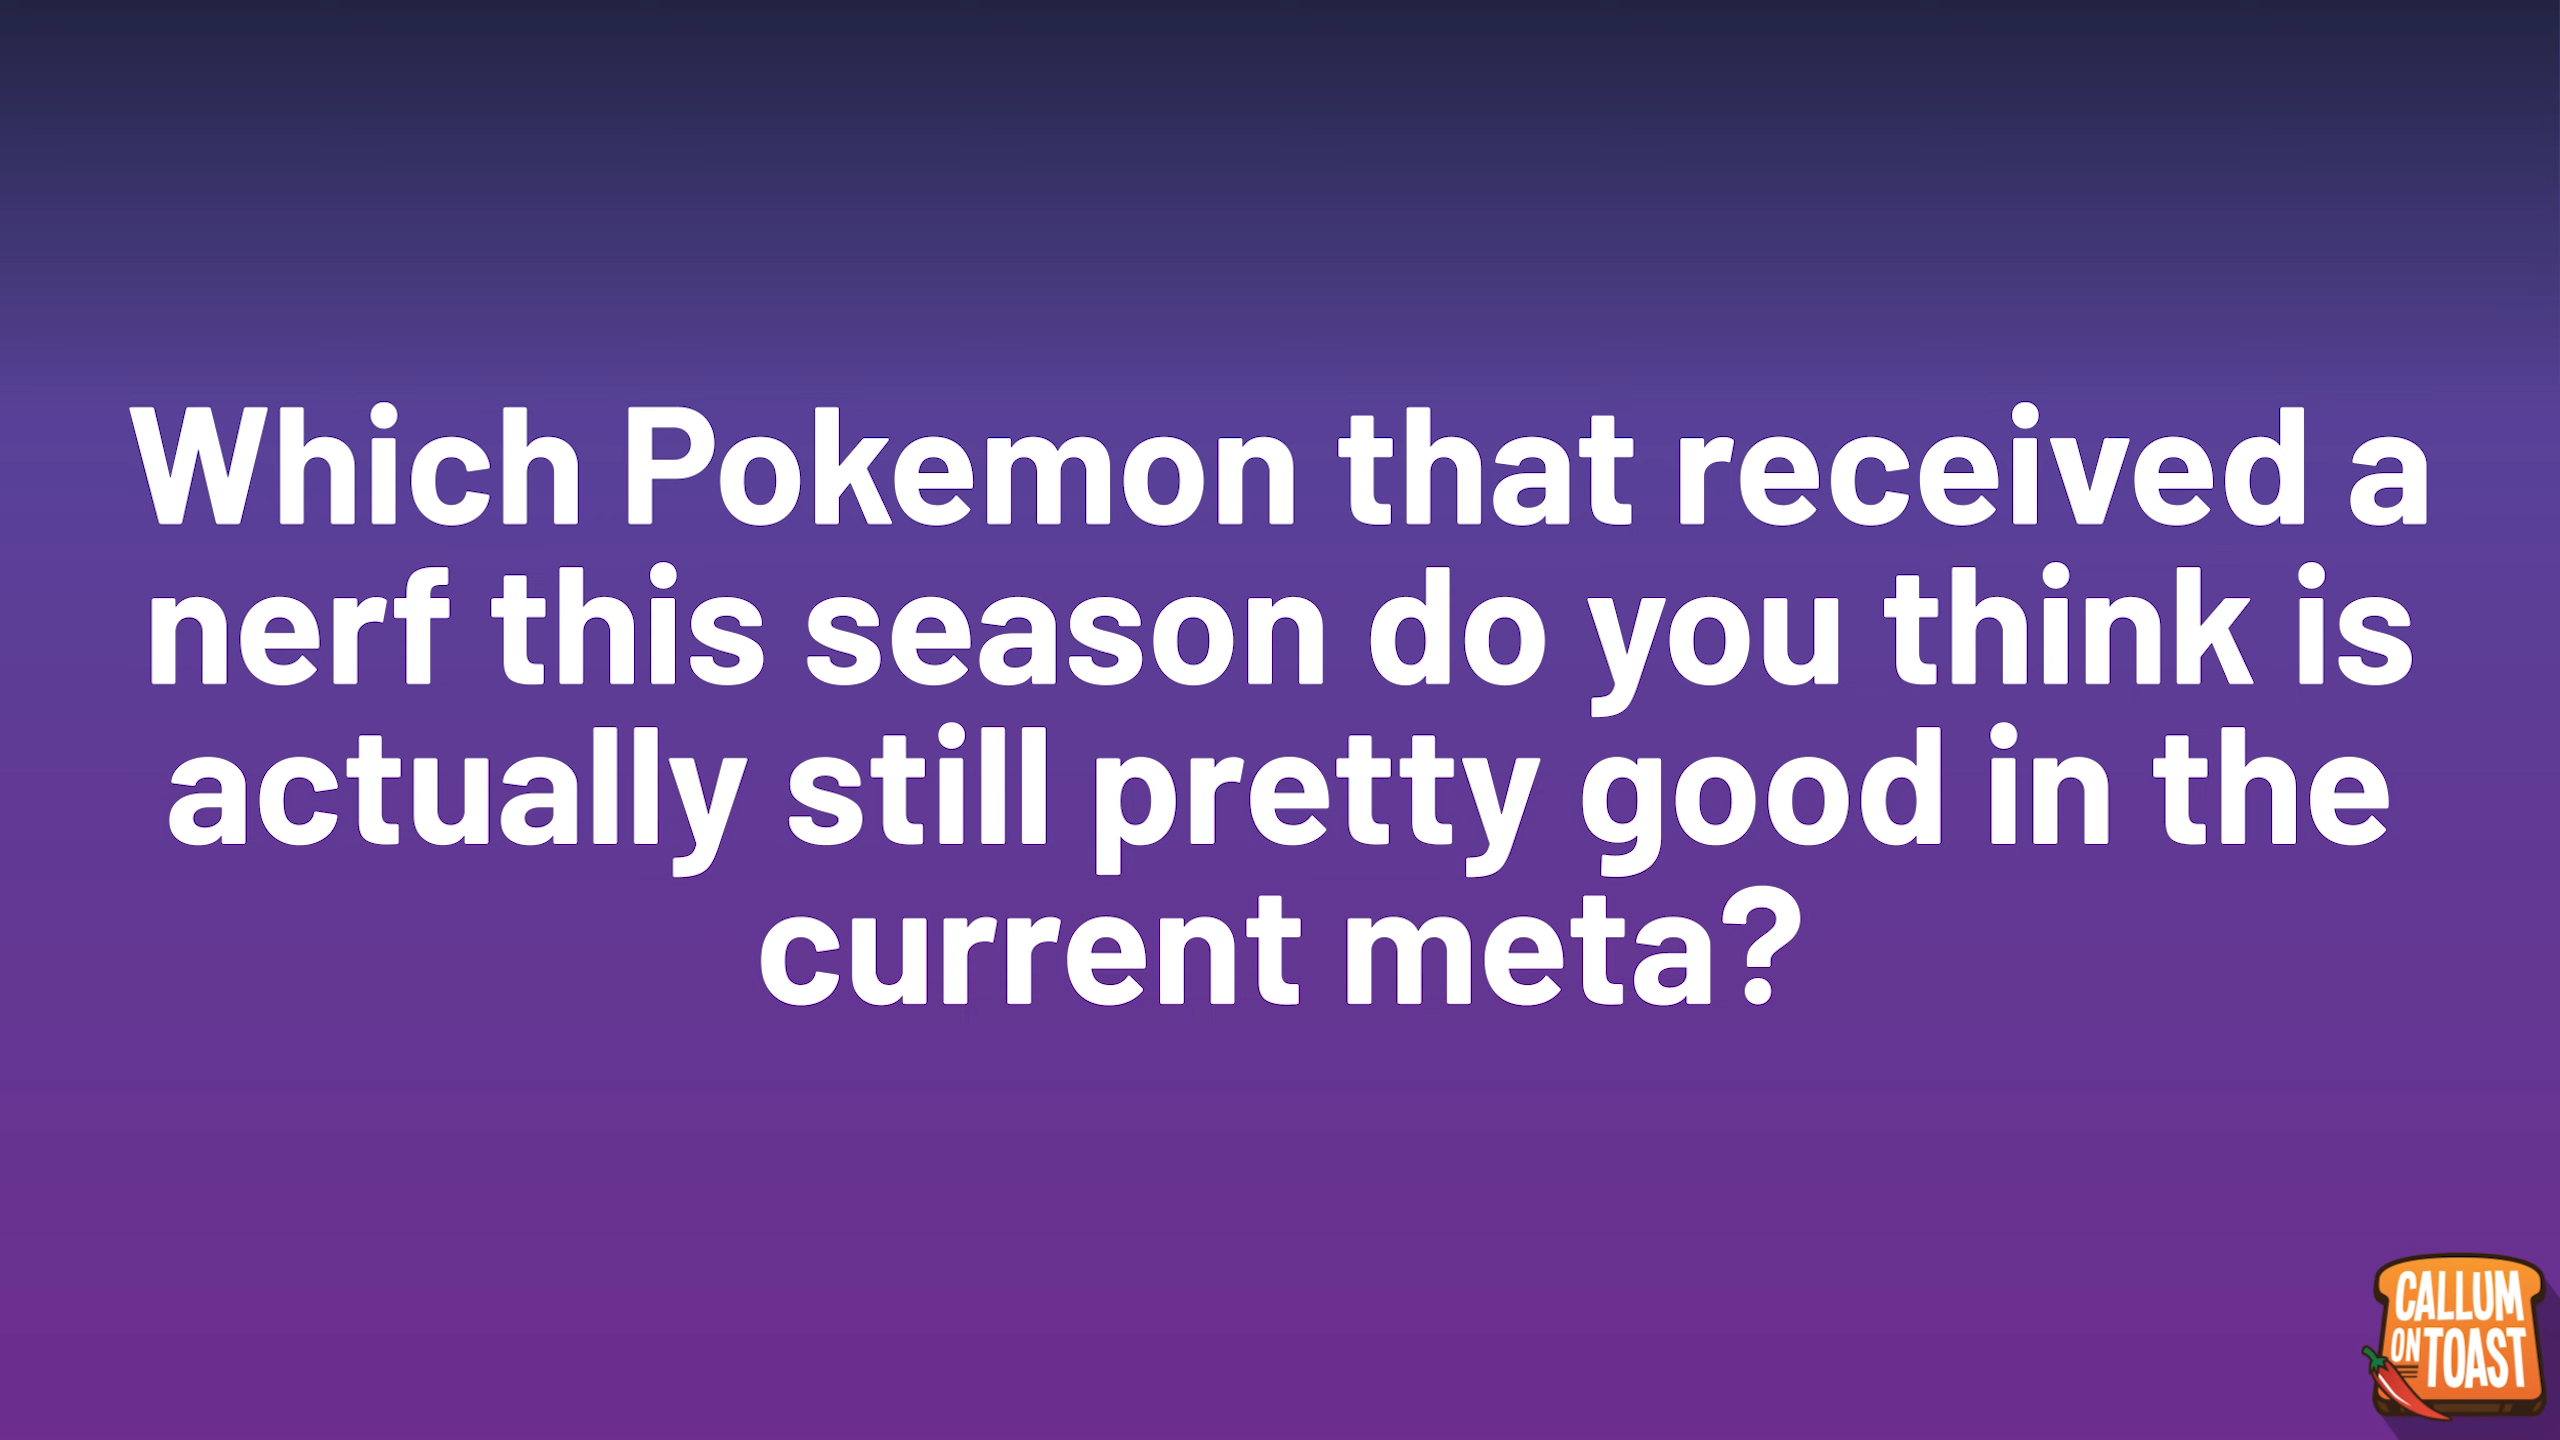 Which Pokemon that received a
nerf this season do you think is
actually still pretty good in the
current meta?
CALLUM
ON TOAST